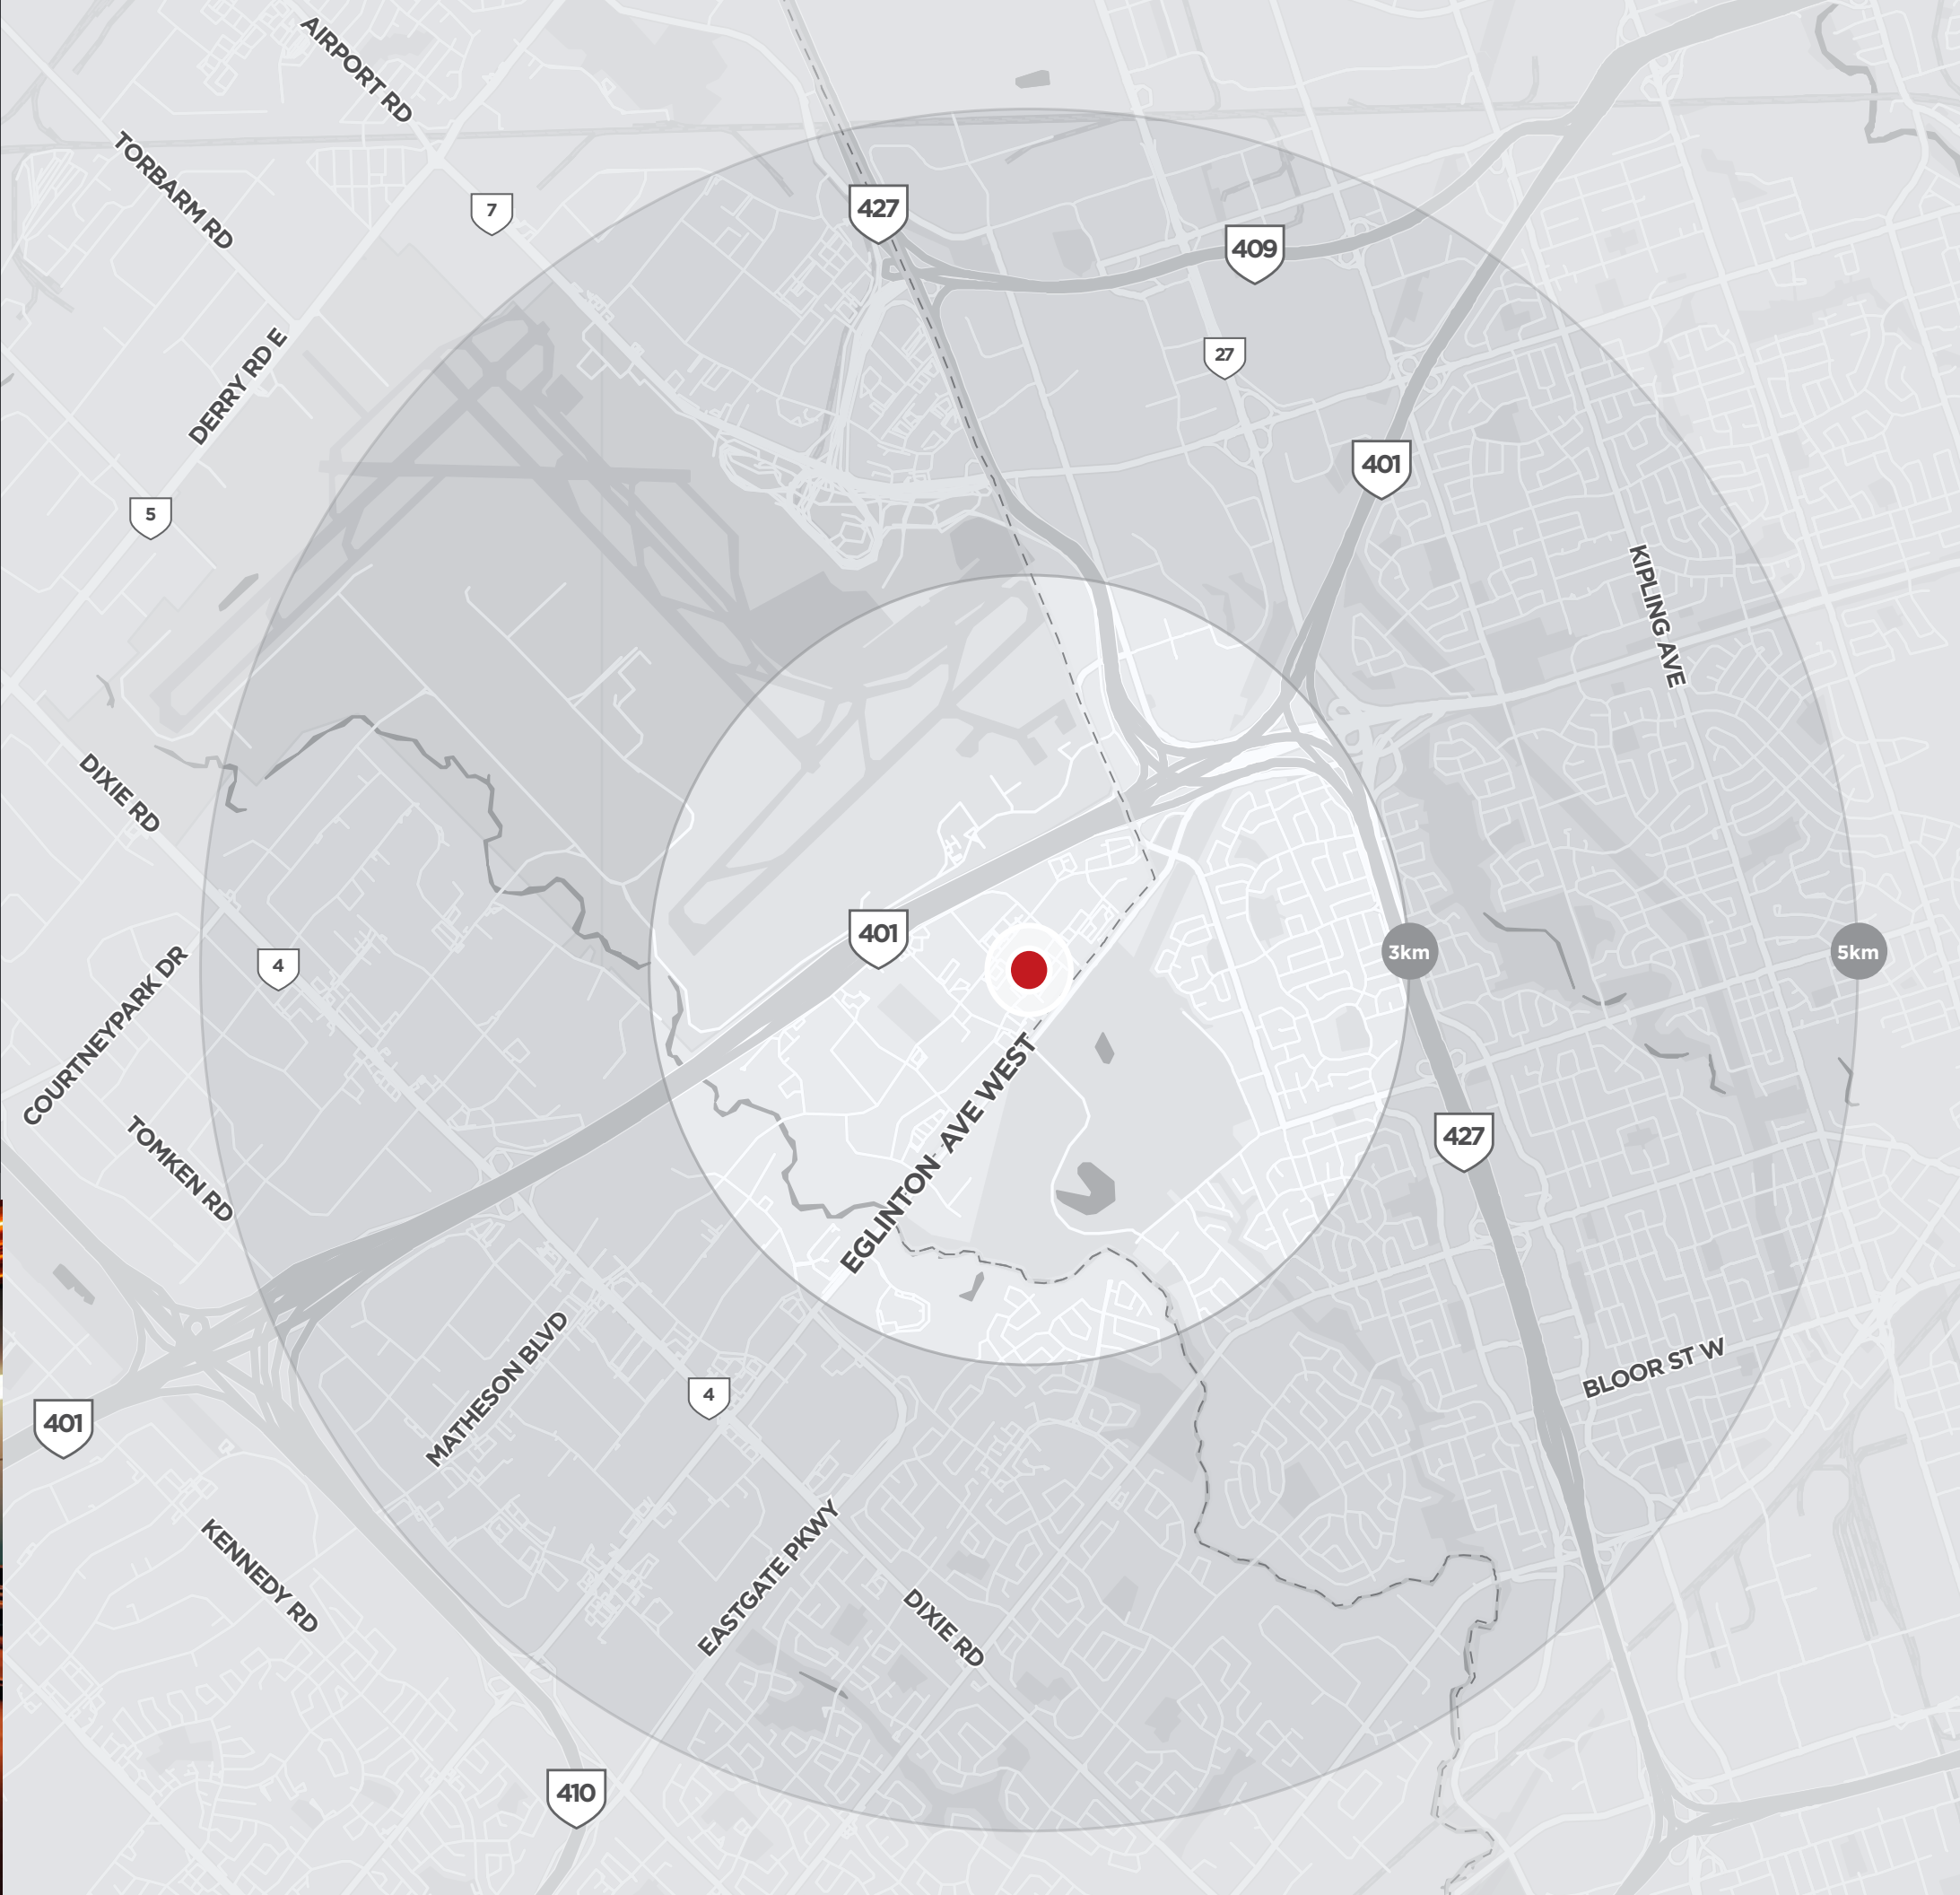 AIRPORT RD
TORBARM RD
7
427
409
DERRY RD E
27
401
5
KIPLING AVE
DIXIE RD
401
3km
5km
4
COURTNEYPARK DR
EGLINTON AVE WEST
TOMKEN RD
427
MATHESON BLVD
BLOOR ST W
4
401
KENNEDY RD
EASTGATE PKWY
DIXIE RD
410